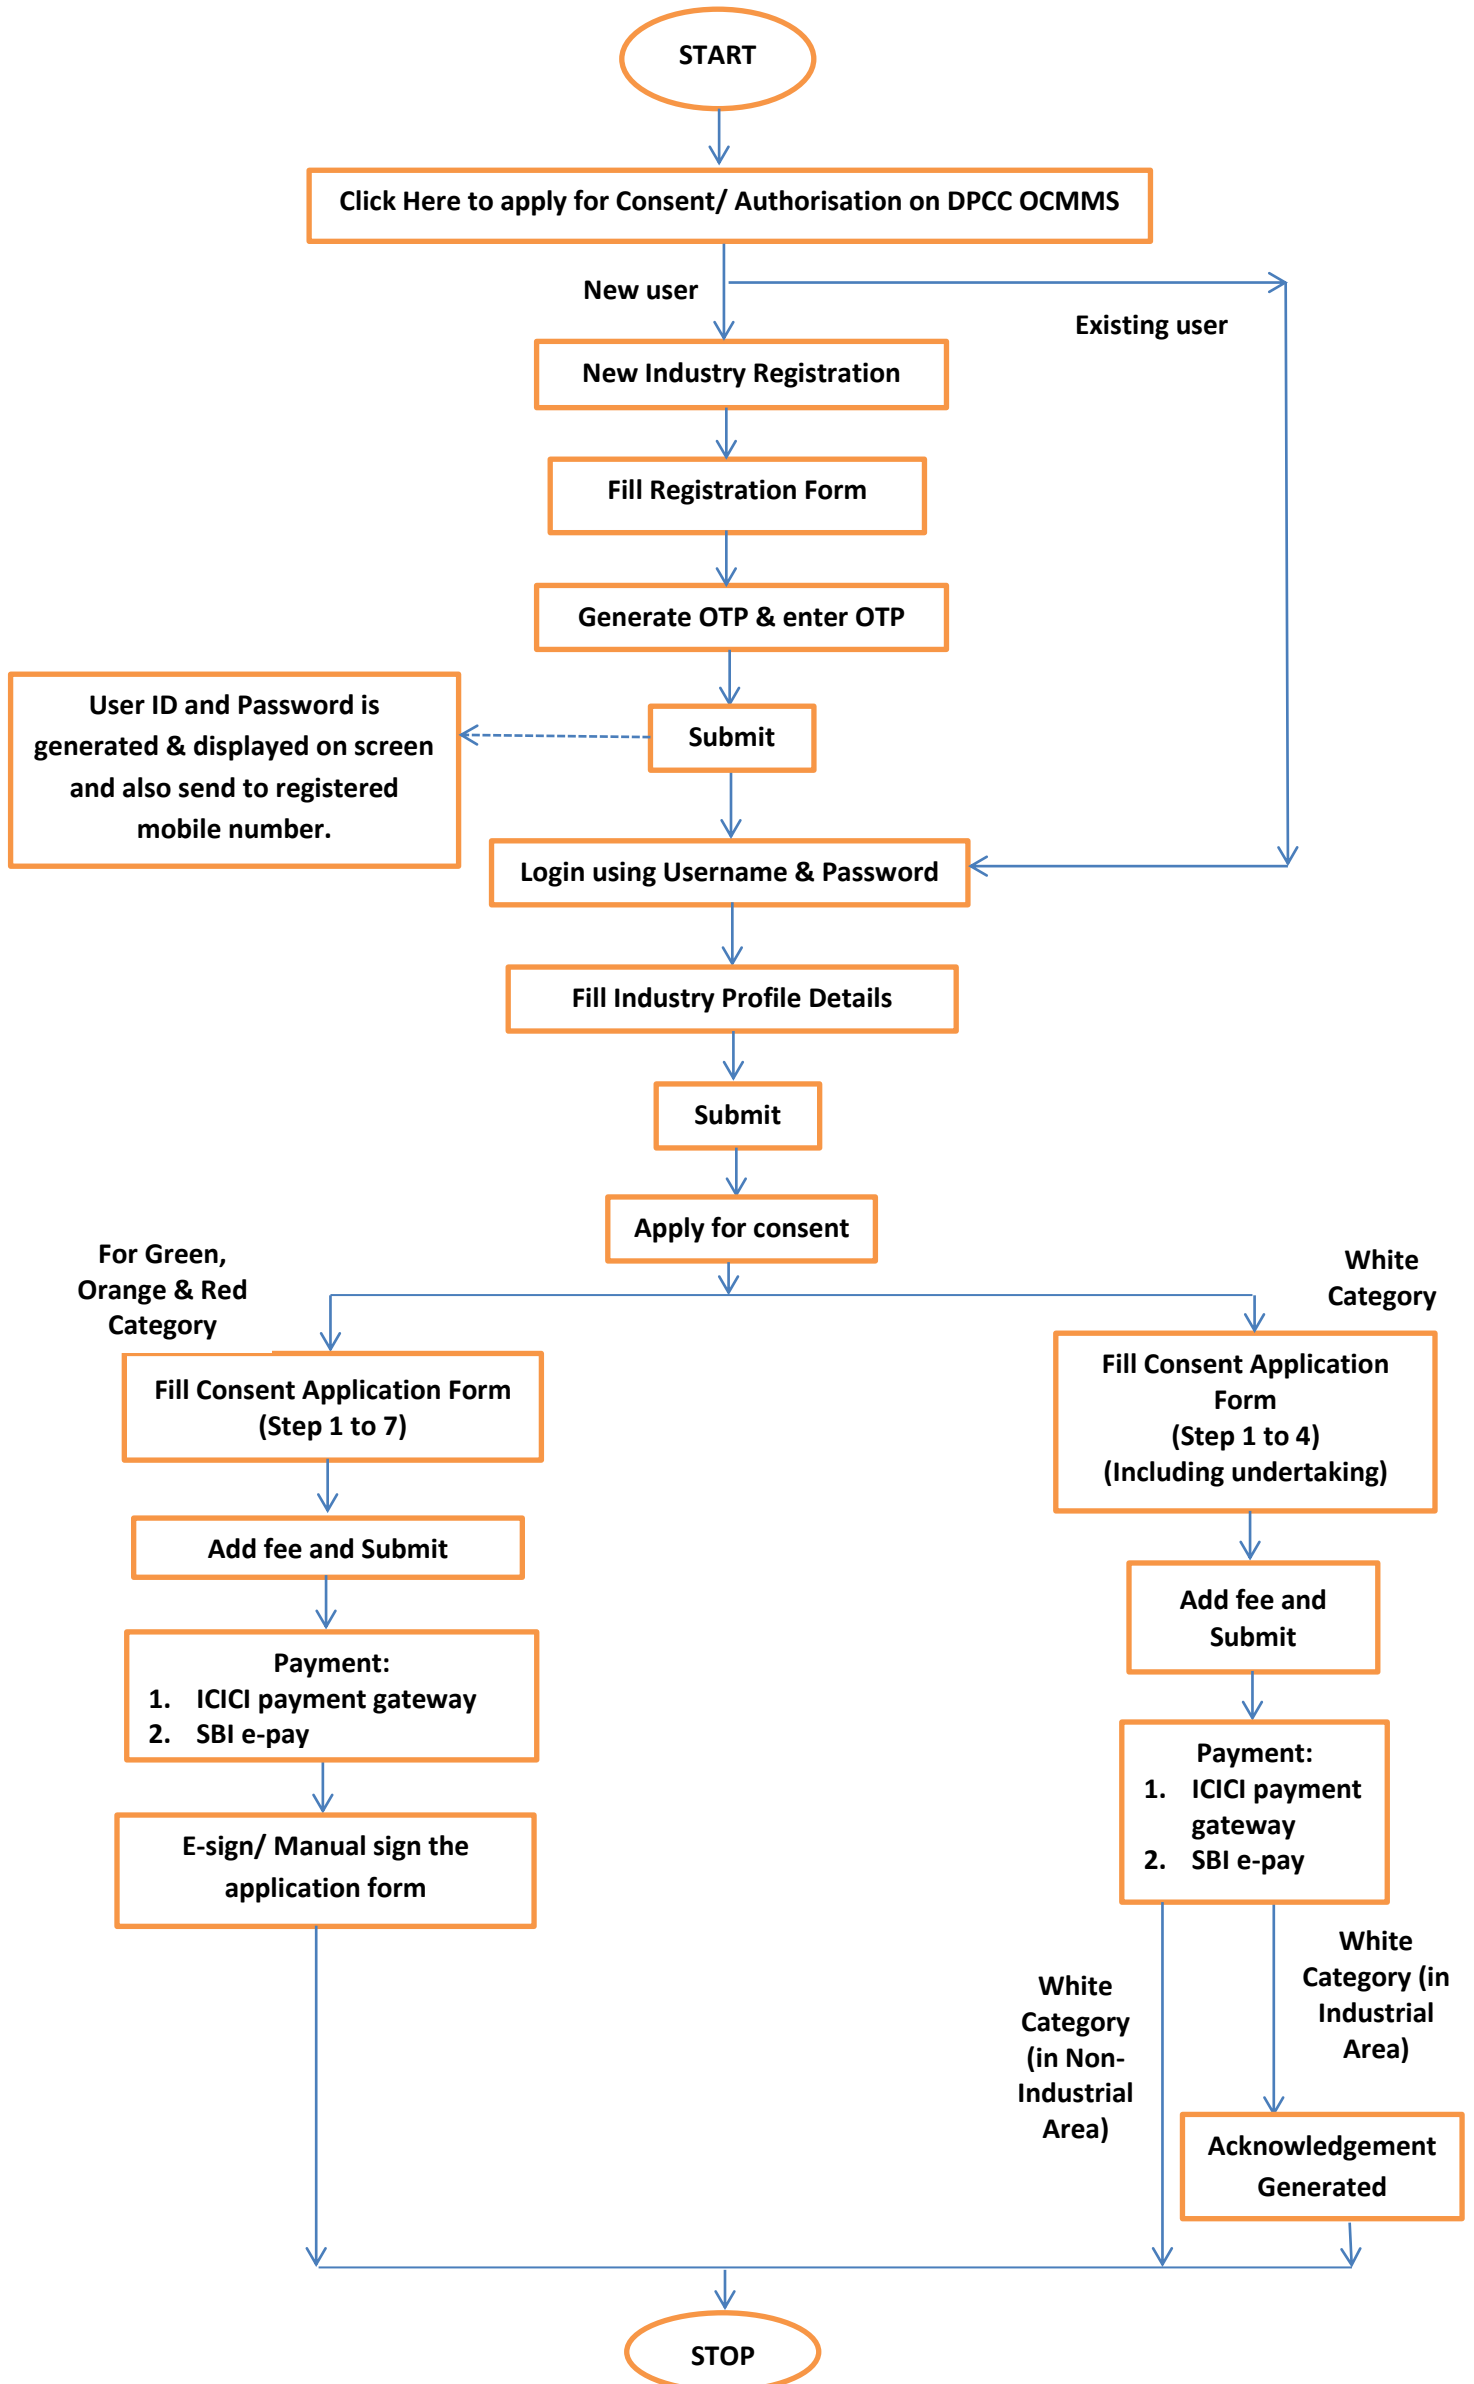 START
Click Here to apply for Consent/ Authorisation on DPCC OCMMS
New user
Existing user
New Industry Registration
Fill Registration Form
Generate OTP & enter OTP
User ID and Password is
generated & displayed on screen
and also send to registered
mobile number.
Submit
Login using Username & Password
Fill Industry Profile Details
Submit
Apply for consent
For Green,
Orange & Red
Category
White
Category
Fill Consent Application Form
(Step 1 to 7)
Fill Consent Application
Form
(Step 1 to 4)
(Including undertaking)
Add fee and Submit
Add fee and
Submit
Payment:
1. ICICI payment gateway
2. SBI e-pay
Payment:
1. ICICI payment
gateway
2. SBI e-pay
E-sign/ Manual sign the
application form
White
Category
(in Non-
Industrial
Area)
White
Category (in
Industrial
Area)
Acknowledgement
Generated
STOP